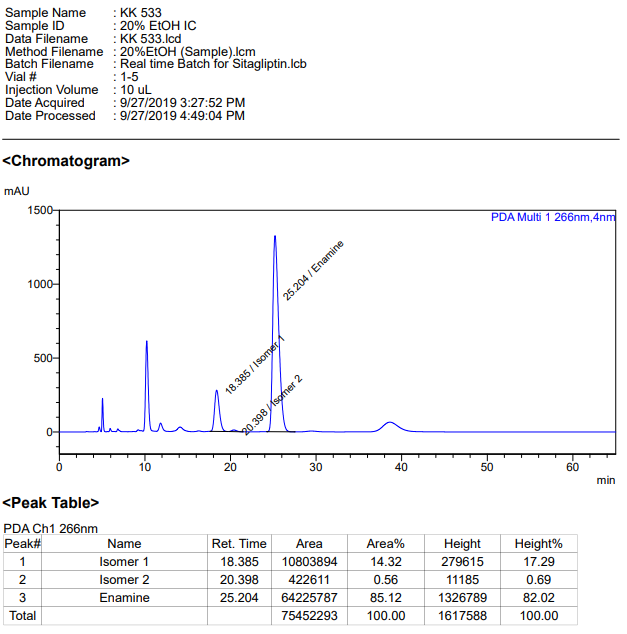 Sample Name : KK 533
Sample ID : 20% EtOH IC
Data Filename : KK 533.lcd
Method Filename : 20%EtOH (Sample).lcm
Batch Filename : Real time Batch for Sitagliptin.lcb
Vial # : 1-5
Injection Volume : 10 uL
Date Acquired : 9/27/2019 3:27:52 PM
Date Processed : 9/27/2019 4:49:04 PM
<Chromatogram>
mAU
1500
PDA Multi 1 266nm,4nm
1000
500
0
18.385 / Isomer 1
20.398 / Isomer 2
25.204 / Enamine
0 10 20 30 40 50 60
min
<Peak Table>
PDA Ch1 266nm
Peak# Name Ret. Time Area Area% Height Height%
1 Isomer 1 18.385 10803894 14.32 279615 17.29
2 Isomer 2 20.398 422611 0.56 11185 0.69
3 Enamine 25.204 64225787 85.12 1326789 82.02
Total 75452293 100.00 1617588 100.00